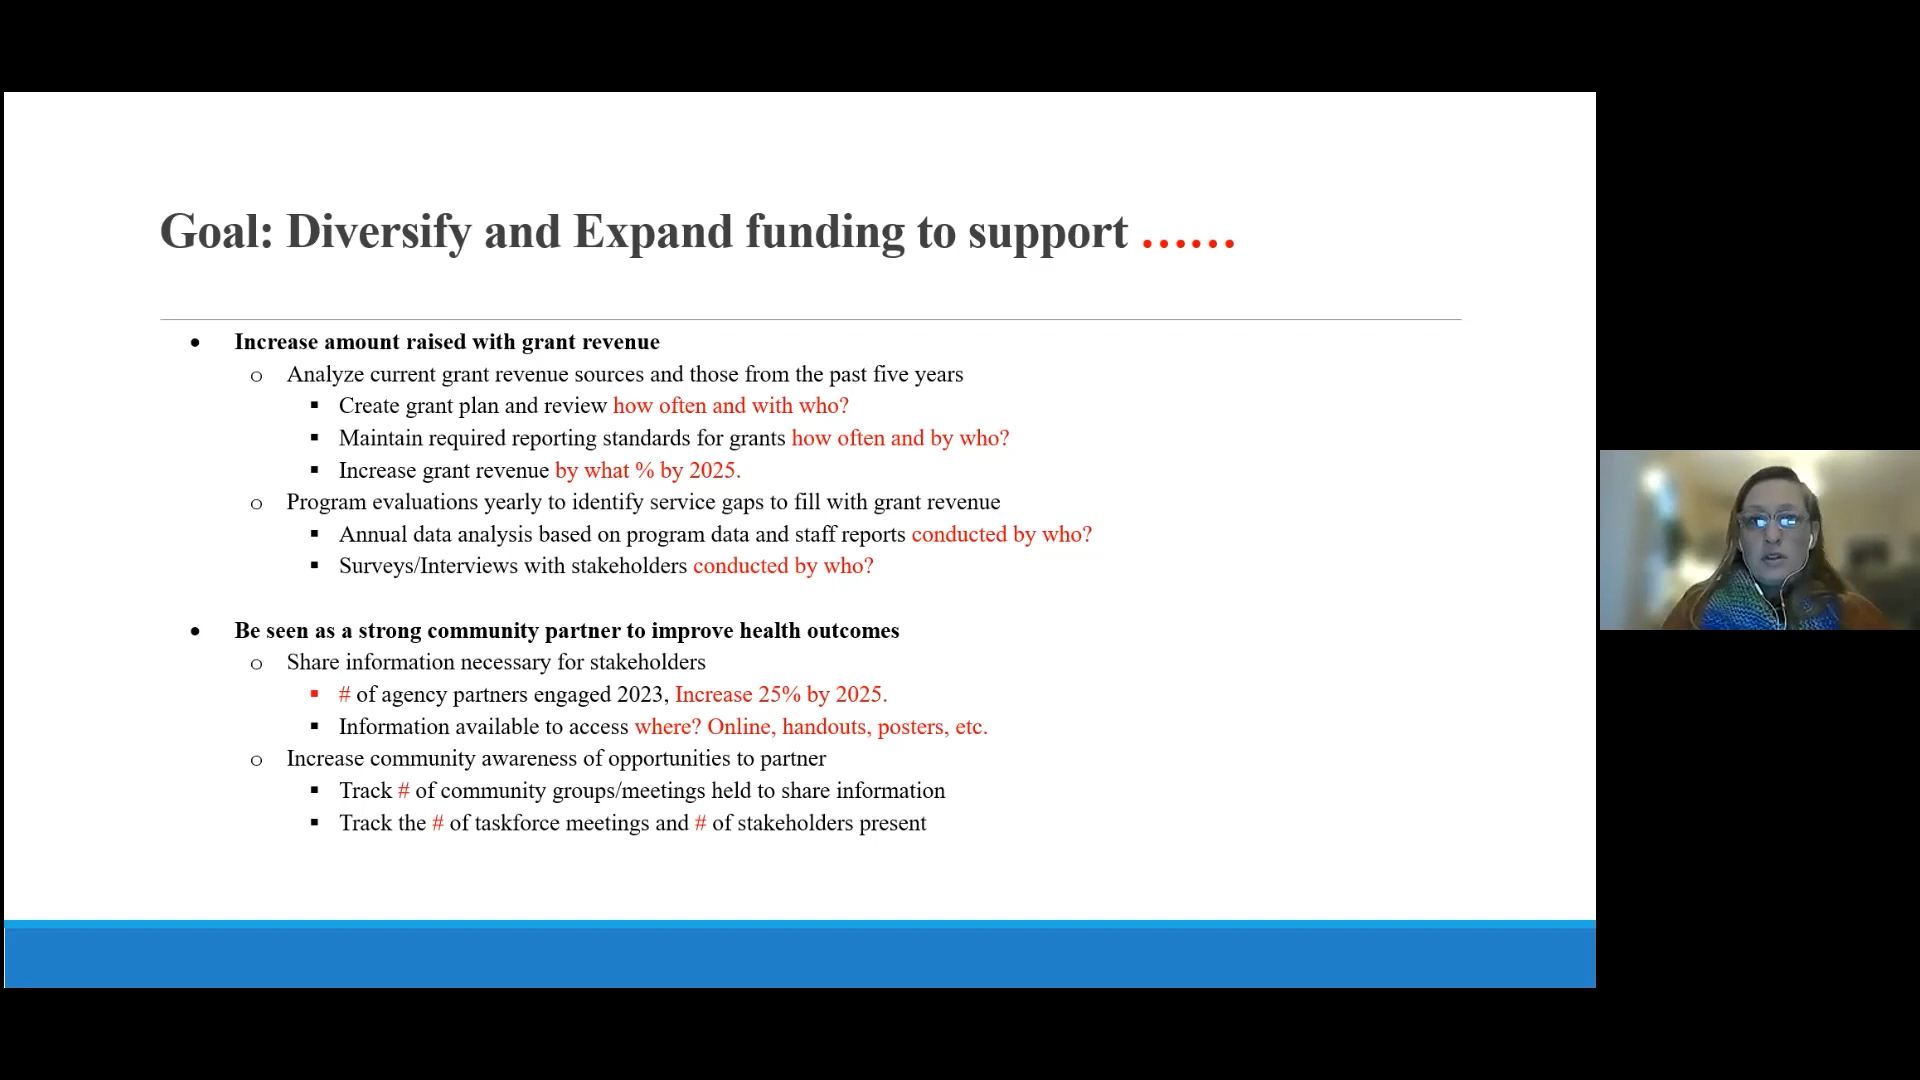 Goal: Diversify and Expand funding to support ......
• Increase amount raised with grant revenue
o Analyze current grant revenue sources and those from the past five years
▪ Create grant plan and review how often and with who?
▪ Maintain required reporting standards for grants how often and by who?
▪ Increase grant revenue by what % by 2025.
o Program evaluations yearly to identify service gaps to fill with grant revenue
▪ Annual data analysis based on program data and staff reports conducted by who?
▪ Surveys/Interviews with stakeholders conducted by who?
• Be seen as a strong community partner to improve health outcomes
o Share information necessary for stakeholders
▪ # of agency partners engaged 2023, Increase 25% by 2025.
▪ Information available to access where? Online, handouts, posters, etc.
o Increase community awareness of opportunities to partner
▪ Track # of community groups/meetings held to share information
▪ Track the # of taskforce meetings and # of stakeholders present